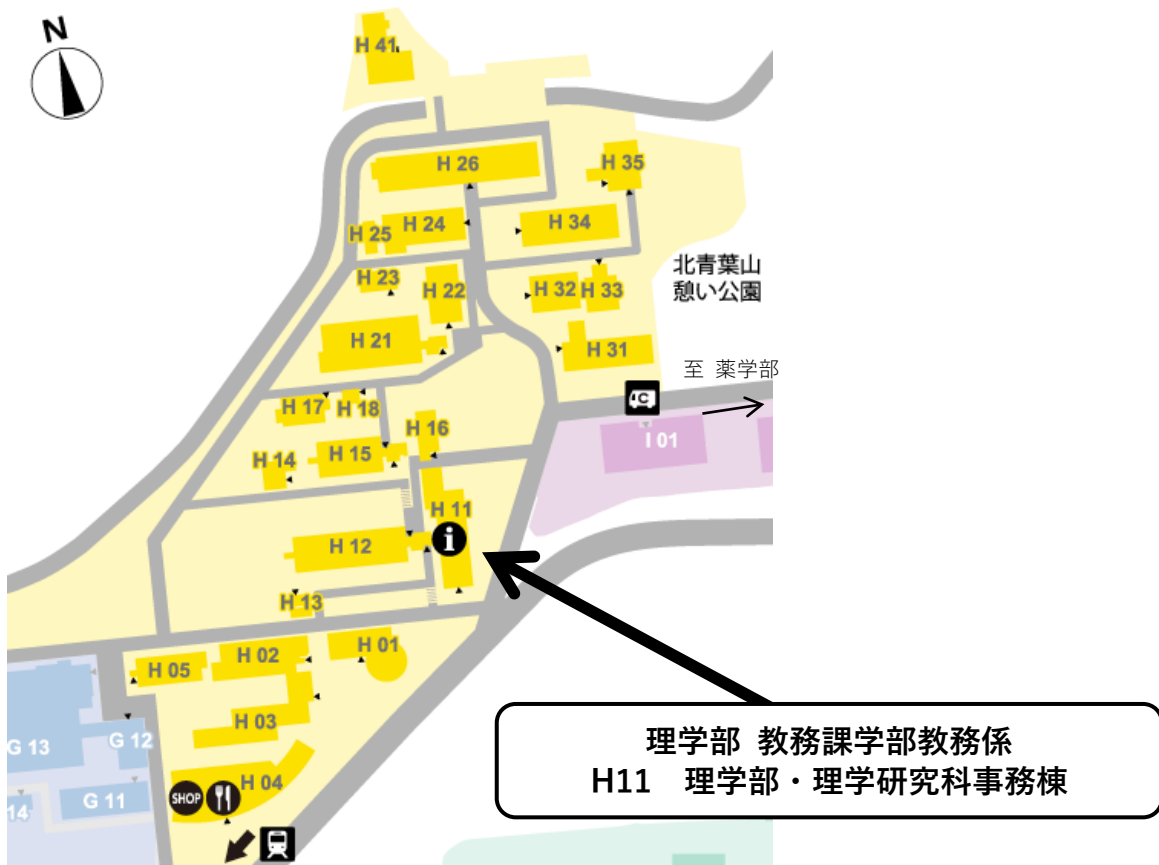 N
H 41
H 26
H 35
H 24
H 34
H 25
北青葉山
憩い公園
H 23
H 22
H 32
H 33
H 21
H 31
至 薬学部
C
H 17
H 18
H 16
I 01
H 15
H 14
H 11
i
H 12
H 13
H 01
H 02
H 05
H 03
G 12
G 13
H 04
SHOP
G 11
14
理学部 教務課学部教務係
H11 理学部・理学研究科事務棟